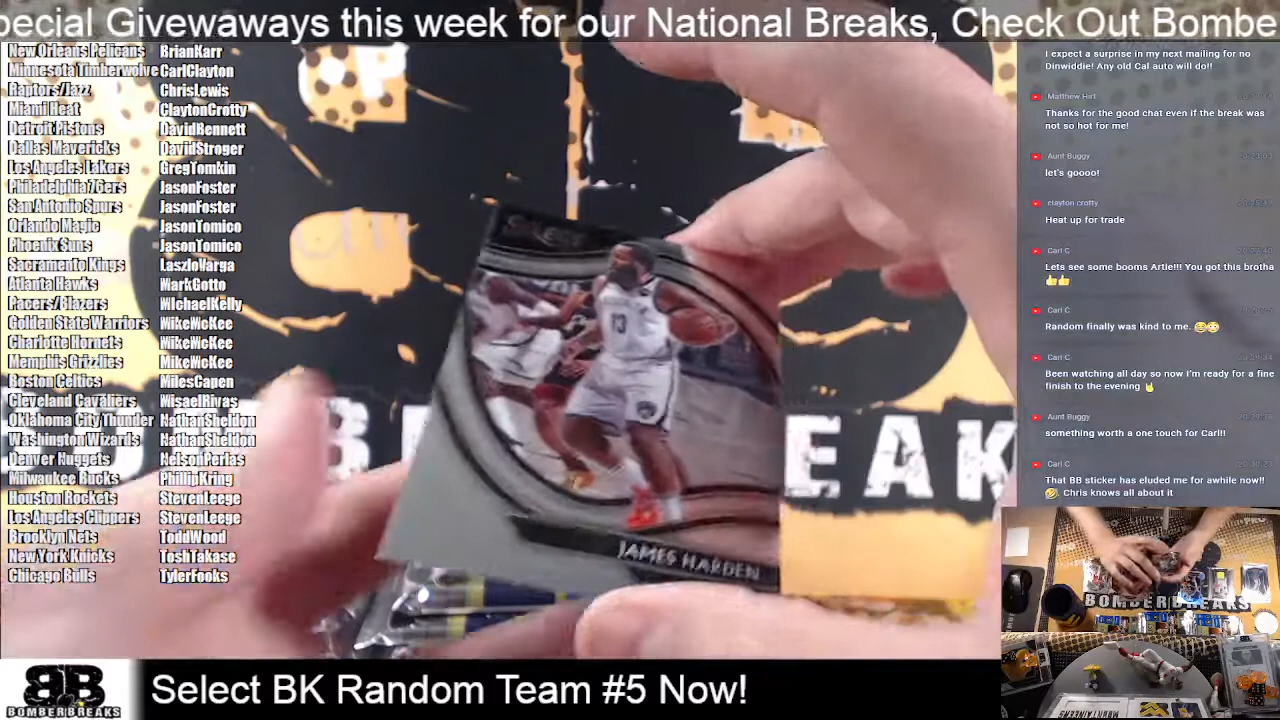 pecial Givewaways this week for our National Breaks, Check Out Bombe
New Orleans Pelicans BrianKarr
Minnesota Timberwolve CarlClayton
Raptors/Jazz ChrisLewis
Miami Heat ClaytonCrotty
Detroit Pistons DavidBennett
Dallas Mavericks DavidStroger
Los Angeles Lakers GregTomkin
Philadelphia 76ers JasonFoster
San Antonio Spurs JasonFoster
Orlando Magic JasonTomico
Phoenix Suns JasonTomico
Sacramento Kings LaszloVarga
Atlanta Hawks MarkGotto
Pacers/Blazers MichaelKelly
Golden State Warriors MikeMcKee
Charlotte Hornets MikeMcKee
Memphis Grizzlies MikeMcKee
Boston Celtics MilesCapen
Cleveland Cavaliers MisaelRivas
Oklahoma City Thunder NathanSheldon
Washington Wizards NathanSheldon
Denver Nuggets NelsonPerlas
Milwaukee Bucks PhillipKring
Houston Rockets StevenLeege
Los Angeles Clippers StevenLeege
Brooklyn Nets ToddWood
New York Knicks ToshTakase
Chicago Bulls TylerFooks
SELECT
13
JAMES HARDEN
EAK
I expect a surprise in my next mailing for no
Dinwiddie! Any old Cal auto will do!!
Matthew Hirt
Thanks for the good chat even if the break was
not so hot for me!
Aunt Buggy
let's goooo!
clayton crotty
Heat up for trade
Carl C
Lets see some booms Artie!!! You got this brotha
👍👍
Carl C
Random finally was kind to me. 😂😳
Carl C
Been watching all day so now I'm ready for a fine
finish to the evening 🤘
Aunt Buggy
something worth a one touch for Carl!!
Carl C
That BB sticker has eluded me for awhile now!!
🤣 Chris knows all about it
BOMBERBREAKS
MOUNTAINEERS
BB
BOMBERBREAKS
Select BK Random Team #5 Now!